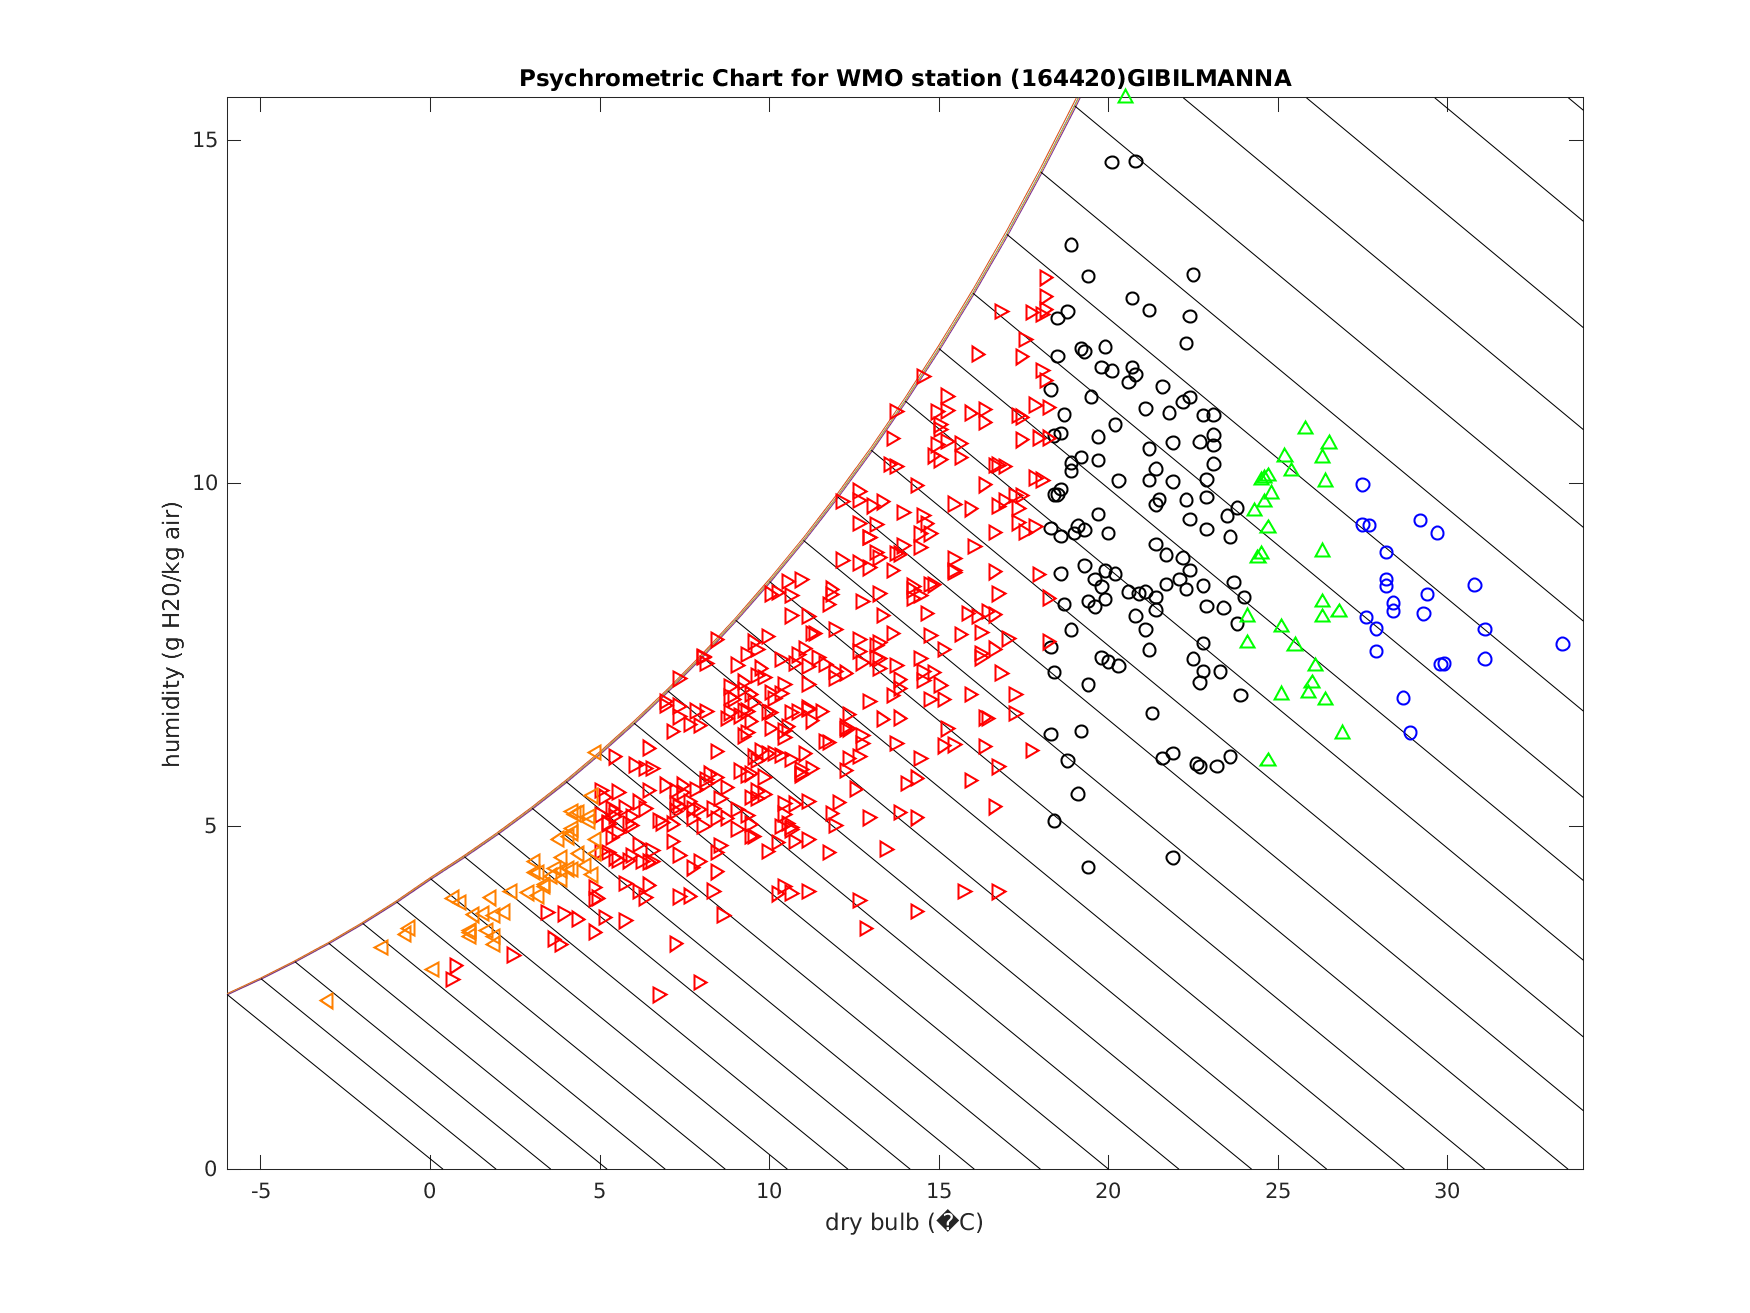 Psychrometric Chart for WMO station (164420)GIBILMANNA
15
10
5
0
humidity (g H20/kg air)
-5 0 5 10 15 20 25 30
dry bulb (�C)